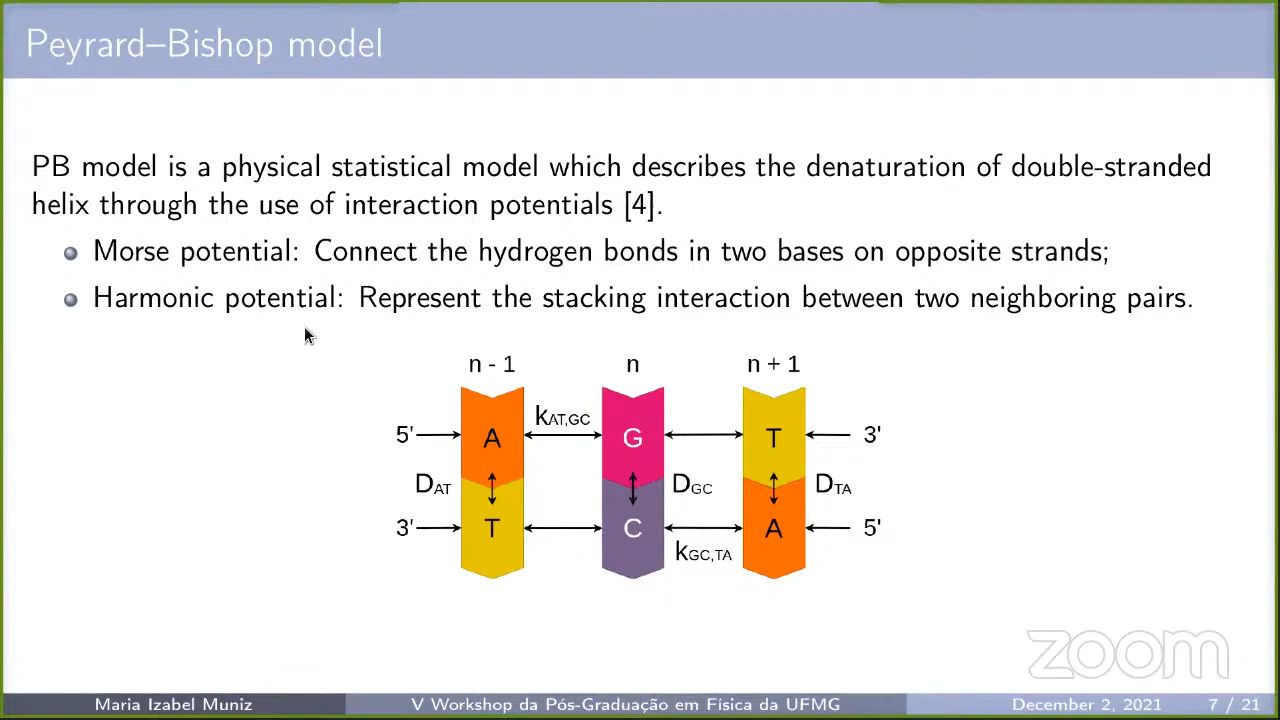 Peyrard–Bishop model
PB model is a physical statistical model which describes the denaturation of double-stranded
helix through the use of interaction potentials [4].
Morse potential: Connect the hydrogen bonds in two bases on opposite strands;
Harmonic potential: Represent the stacking interaction between two neighboring pairs.
n - 1 n n + 1
kAT,GC
5' A G T 3'
DAT DGC DTA
3' T C A 5'
kGC,TA
zoom
Maria Izabel Muniz V Workshop da Pós-Graduação em Física da UFMG December 2, 2021 7 / 21